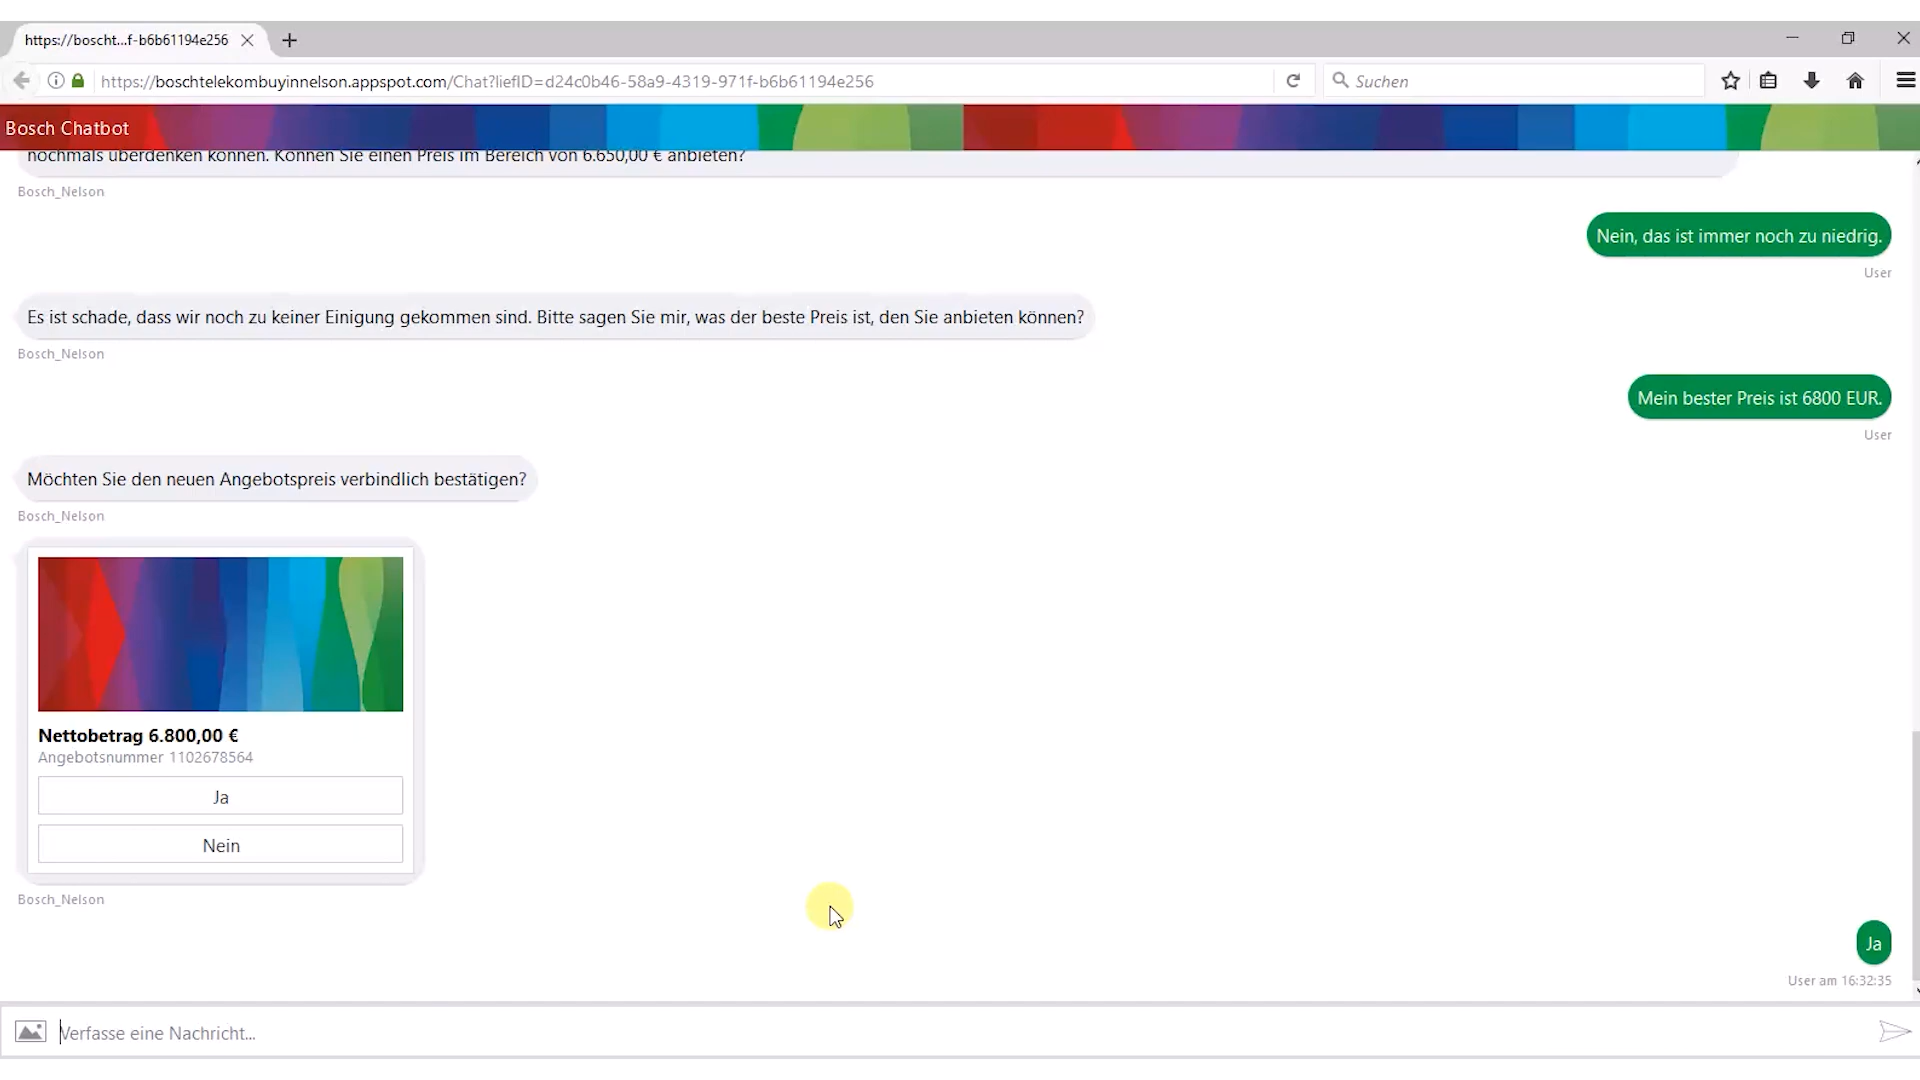 https://boscht...f-b6b61194e256
https://boschtelekombuyinnelson.appspot.com/Chat?liefID=d24c0b46-58a9-4319-971f-b6b61194e256
Suchen
Bosch Chatbot
nochmals überdenken können. Können Sie einen Preis im Bereich von 6.650,00 € anbieten?
Bosch_Nelson
Nein, das ist immer noch zu niedrig.
User
Es ist schade, dass wir noch zu keiner Einigung gekommen sind. Bitte sagen Sie mir, was der beste Preis ist, den Sie anbieten können?
Bosch_Nelson
Mein bester Preis ist 6800 EUR.
User
Möchten Sie den neuen Angebotspreis verbindlich bestätigen?
Bosch_Nelson
Nettobetrag 6.800,00 €
Angebotsnummer 1102678564
Ja
Nein
Bosch_Nelson
Ja
User am 16:32:35
Verfasse eine Nachricht...